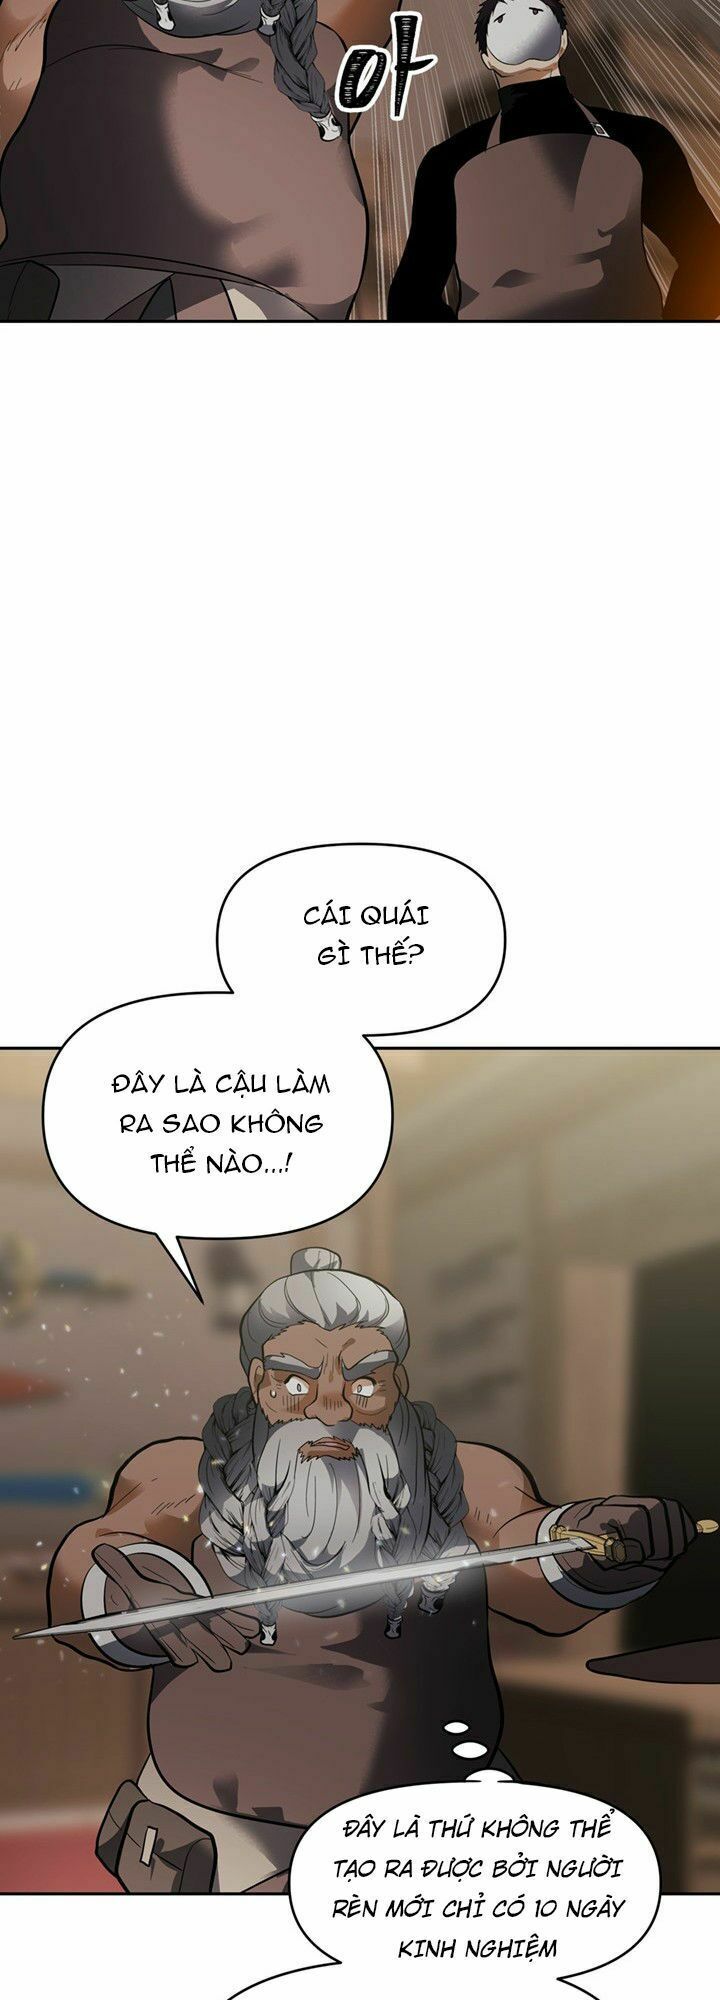 야
CÁI QUÁI
GÌ THẾ?
ĐÂY LÀ CẬU LÀM
RA SAO KHÔNG
THỂ NÀO...!
ĐÂY LÀ THỨ KHÔNG THỂ
TẠO RA ĐƯỢC BỞI NGƯỜI
RÈN MỚI CHỈ CÓ 10 NGÀY
KINH NGHIỆM